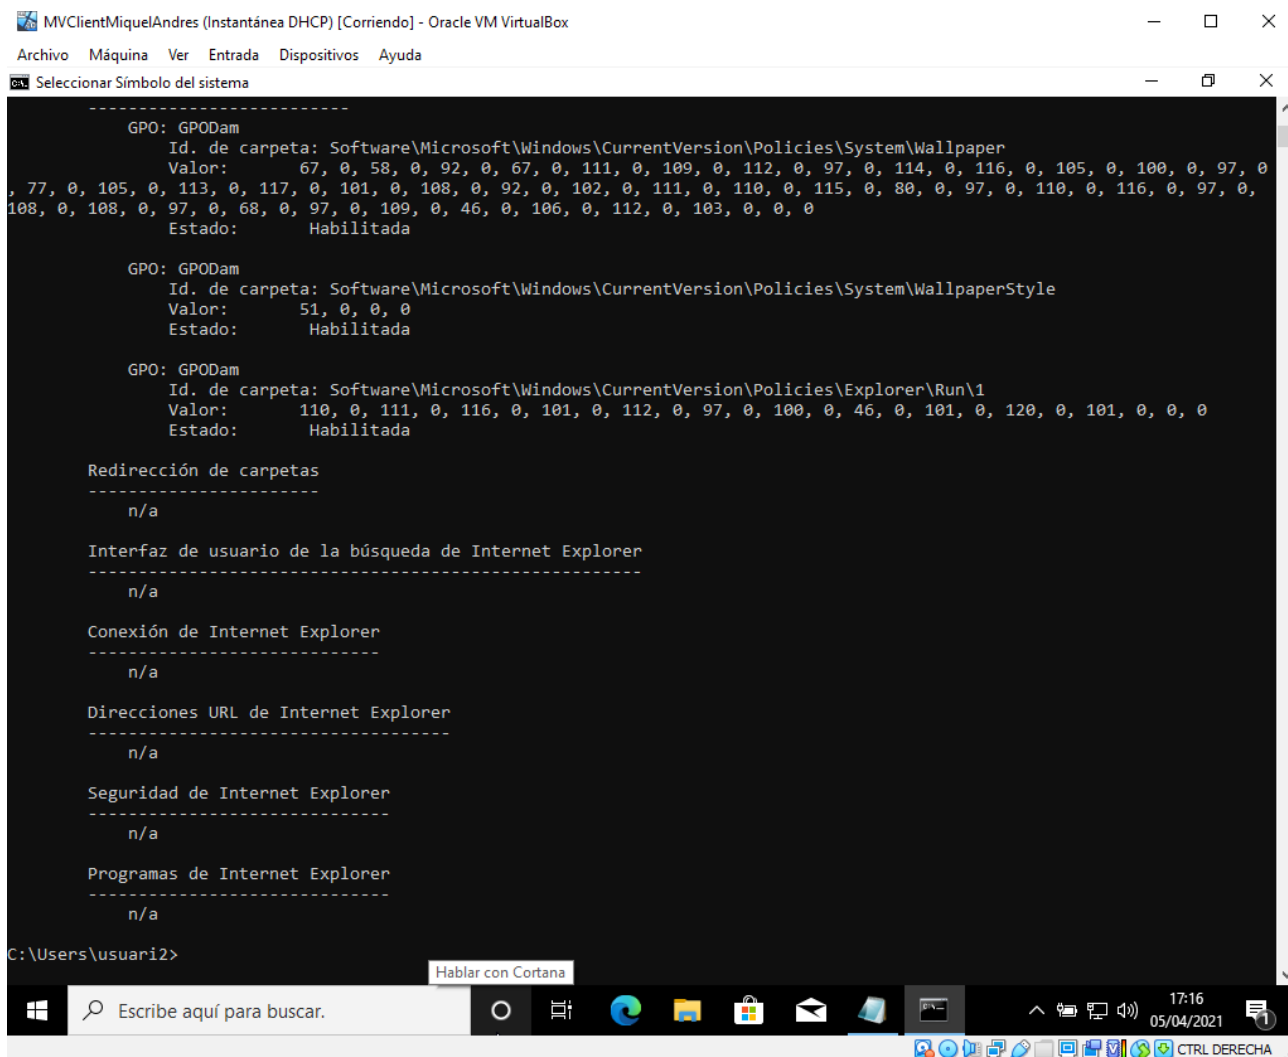 MVClientMiquelAndres (Instantánea DHCP) [Corriendo] - Oracle VM VirtualBox
Archivo Máquina Ver Entrada Dispositivos Ayuda
Seleccionar Símbolo del sistema
--------------------------
GPO: GPODam
Id. de carpeta: Software\Microsoft\Windows\CurrentVersion\Policies\System\Wallpaper
Valor: 67, 0, 58, 0, 92, 0, 67, 0, 111, 0, 109, 0, 112, 0, 97, 0, 114, 0, 116, 0, 105, 0, 100, 0, 97, 0
, 77, 0, 105, 0, 113, 0, 117, 0, 101, 0, 108, 0, 92, 0, 102, 0, 111, 0, 110, 0, 115, 0, 80, 0, 97, 0, 110, 0, 116, 0, 97, 0,
108, 0, 108, 0, 97, 0, 68, 0, 97, 0, 109, 0, 46, 0, 106, 0, 112, 0, 103, 0, 0, 0
Estado: Habilitada
GPO: GPODam
Id. de carpeta: Software\Microsoft\Windows\CurrentVersion\Policies\System\WallpaperStyle
Valor: 51, 0, 0, 0
Estado: Habilitada
GPO: GPODam
Id. de carpeta: Software\Microsoft\Windows\CurrentVersion\Policies\Explorer\Run\1
Valor: 110, 0, 111, 0, 116, 0, 101, 0, 112, 0, 97, 0, 100, 0, 46, 0, 101, 0, 120, 0, 101, 0, 0, 0
Estado: Habilitada
Redirección de carpetas
-----------------------
n/a
Interfaz de usuario de la búsqueda de Internet Explorer
-------------------------------------------------------
n/a
Conexión de Internet Explorer
-----------------------------
n/a
Direcciones URL de Internet Explorer
------------------------------------
n/a
Seguridad de Internet Explorer
------------------------------
n/a
Programas de Internet Explorer
------------------------------
n/a
C:\Users\usuari2>
Hablar con Cortana
Escribe aquí para buscar.
17:16
05/04/2021
1
CTRL DERECHA